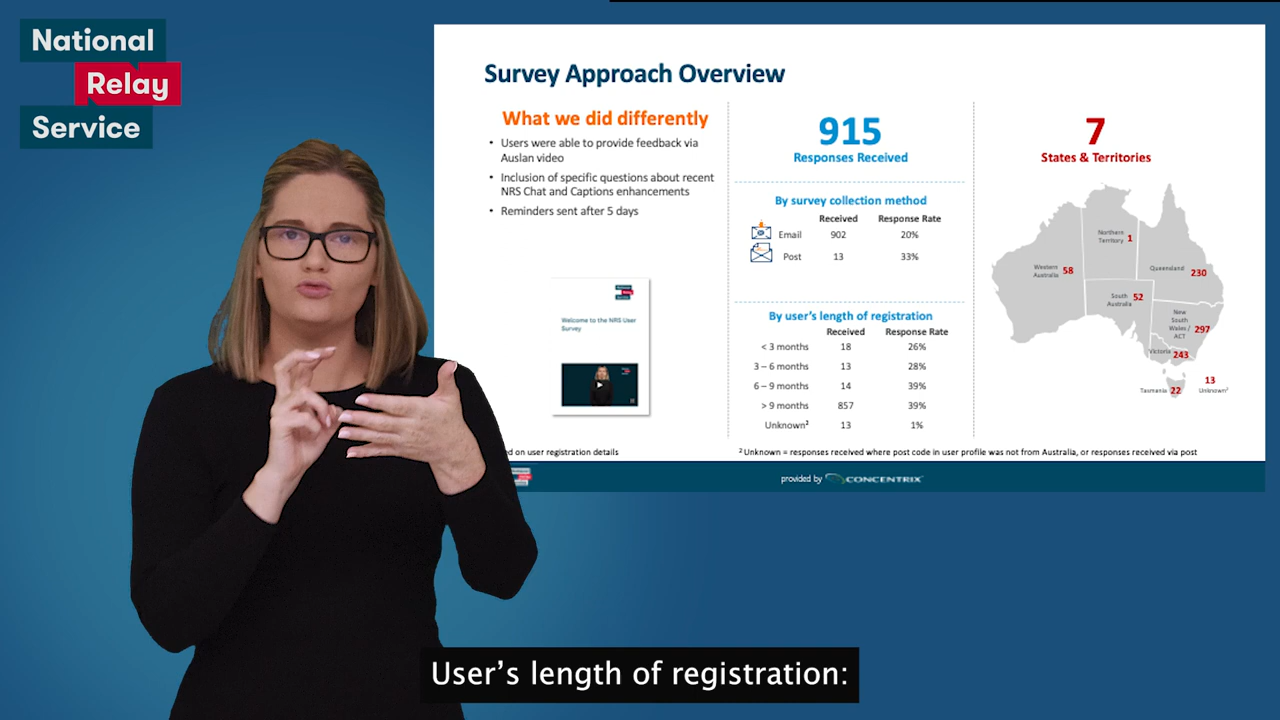 National
Relay
Service
Survey Approach Overview
What we did differently
• Users were able to provide feedback via
Auslan video
• Inclusion of specific questions about recent
NRS Chat and Captions enhancements
• Reminders sent after 5 days
Welcome to the NRS User
Survey
915
Responses Received
By survey collection method
Received Response Rate
Email 902 20%
Post 13 33%
By user's length of registration
Received Response Rate
< 3 months 18 26%
3 – 6 months 13 28%
6 – 9 months 14 39%
> 9 months 857 39%
Unknown² 13 1%
7
States & Territories
Northern
Territory 1
Western
Australia 58
Queensland 230
South
Australia 52
New
South
Wales /
ACT 297
Victoria 243
Tasmania 22
13
Unknown²
ed on user registration details
² Unknown = responses received where post code in user profile was not from Australia, or responses received via post
provided by CONCENTRIX
User's length of registration: